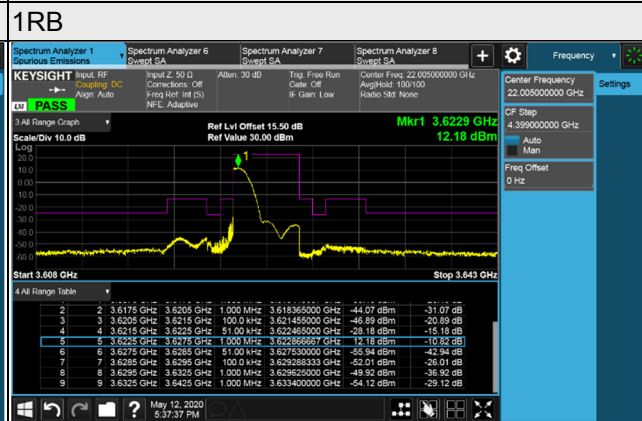 1RB
Spectrum Analyzer 1
Spurious Emissions
Spectrum Analyzer 6
Swept SA
Spectrum Analyzer 7
Swept SA
Spectrum Analyzer 8
Swept SA
+
Frequency
KEYSIGHT
Input: RF
Coupling: DC
Align: Auto
Input Z: 50 Ω
Corrections: Off
Freq Ref: Int (S)
NFE: Adaptive
Atten: 30 dB
Trig: Free Run
Gate: Off
IF Gain: Low
Center Freq: 22.005000000 GHz
Avg|Hold: 100/100
Radio Std: None
LXI PASS
Center Frequency
22.005000000 GHz
Settings
CF Step
4.399000000 GHz
Auto
Man
Freq Offset
0 Hz
3 All Range Graph
Scale/Div 10.0 dB
Ref Lvl Offset 15.50 dB
Ref Value 30.00 dBm
Mkr1 3.6229 GHz
12.18 dBm
Log
20.0
10.0
0.00
-10.0
-20.0
-30.0
-40.0
-50.0
-60.0
1
Start 3.608 GHz
Stop 3.643 GHz
4 All Range Table
2 2 3.6175 GHz 3.6205 GHz 1.000 MHz 3.618365000 GHz -44.07 dBm -31.07 dB
3 3 3.6205 GHz 3.6215 GHz 100.0 kHz 3.621455000 GHz -46.89 dBm -20.89 dB
4 4 3.6215 GHz 3.6225 GHz 51.00 kHz 3.622465000 GHz -28.18 dBm -15.18 dB
5 5 3.6225 GHz 3.6275 GHz 1.000 MHz 3.622866667 GHz 12.18 dBm -10.82 dB
6 6 3.6275 GHz 3.6285 GHz 51.00 kHz 3.627530000 GHz -55.94 dBm -42.94 dB
7 7 3.6285 GHz 3.6295 GHz 100.0 kHz 3.629288333 GHz -52.01 dBm -26.01 dB
8 8 3.6295 GHz 3.6325 GHz 1.000 MHz 3.629825000 GHz -49.92 dBm -36.92 dB
9 9 3.6325 GHz 3.6425 GHz 1.000 MHz 3.633400000 GHz -54.12 dBm -29.12 dB
?
May 12, 2020
5:37:37 PM